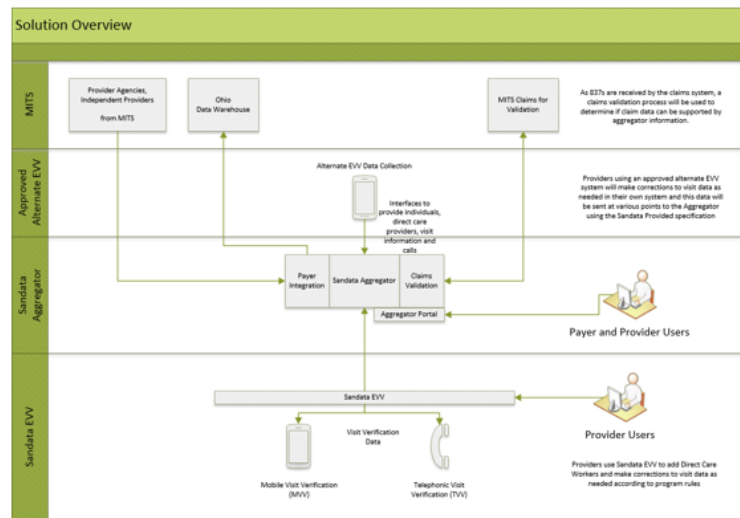 Solution Overview
MITS
Provider Agencies,
Independent Providers
from MITS
Ohio
Data Warehouse
MITS Claims for
Validation
As 837s are received by the claims system, a
claims validation process will be used to
determine if claim data can be supported by
aggregator information.
Approved
Alternate EVV
Alternate EVV Data Collection
Interfaces to
provide individuals,
direct care
providers, visit
information and
calls
Providers using an approved alternate EVV
system will make corrections to visit data as
needed in their own system and this data will
be sent at various points to the Aggregator
using the Sandata Provided specification
Sandata
Aggregator
Payer
Integration
Sandata Aggregator
Claims
Validation
Aggregator Portal
Payer and Provider Users
Sandata EVV
Sandata EVV
Visit Verification
Data
Mobile Visit Verification
(MVV)
Telephonic Visit
Verification (TVV)
Provider Users
Providers use Sandata EVV to add Direct Care
Workers and make corrections to visit data as
needed according to program rules